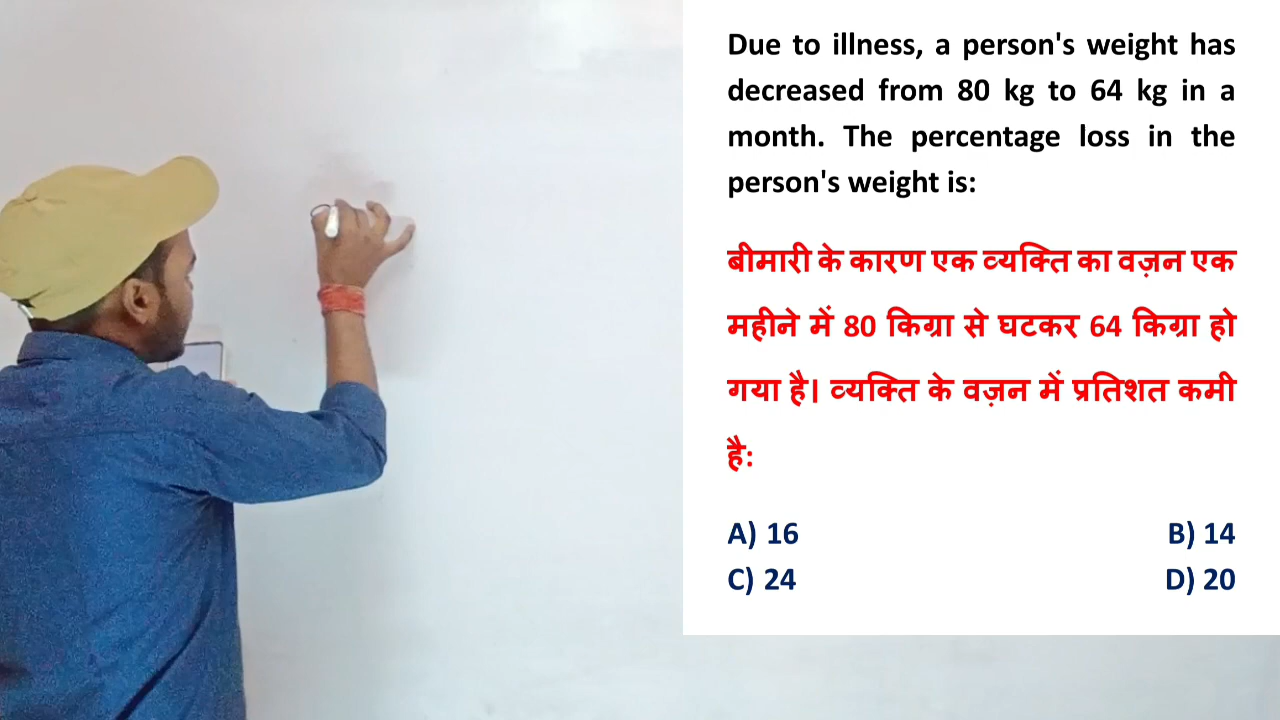 Due to illness, a person's weight has
decreased from 80 kg to 64 kg in a
month. The percentage loss in the
person's weight is:
बीमारी के कारण एक व्यक्ति का वज़न एक
महीने में 80 किग्रा से घटकर 64 किग्रा हो
गया है। व्यक्ति के वज़न में प्रतिशत कमी
है:
A) 16 B) 14
C) 24 D) 20